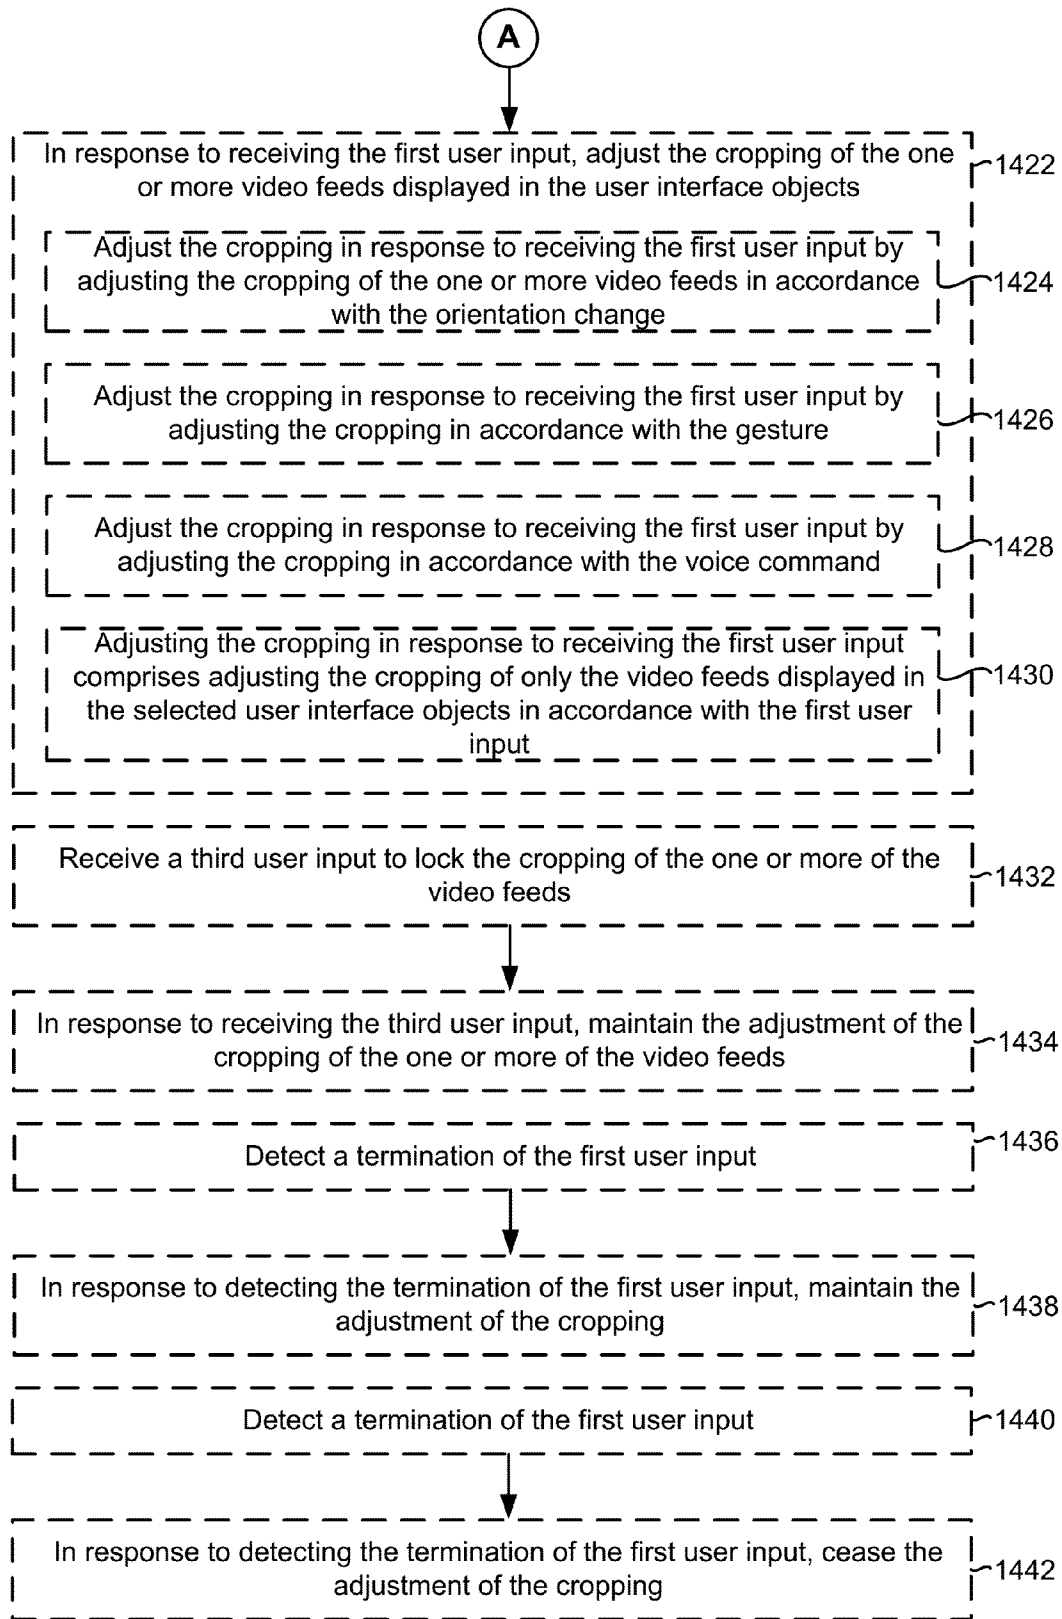 A
In response to receiving the first user input, adjust the cropping of the one
or more video feeds displayed in the user interface objects
1422
Adjust the cropping in response to receiving the first user input by
adjusting the cropping of the one or more video feeds in accordance
with the orientation change
1424
Adjust the cropping in response to receiving the first user input by
adjusting the cropping in accordance with the gesture
1426
Adjust the cropping in response to receiving the first user input by
adjusting the cropping in accordance with the voice command
1428
Adjusting the cropping in response to receiving the first user input
comprises adjusting the cropping of only the video feeds displayed in
the selected user interface objects in accordance with the first user
input
1430
Receive a third user input to lock the cropping of the one or more of the
video feeds
1432
In response to receiving the third user input, maintain the adjustment of the
cropping of the one or more of the video feeds
1434
Detect a termination of the first user input
1436
In response to detecting the termination of the first user input, maintain the
adjustment of the cropping
1438
Detect a termination of the first user input
1440
In response to detecting the termination of the first user input, cease the
adjustment of the cropping
1442